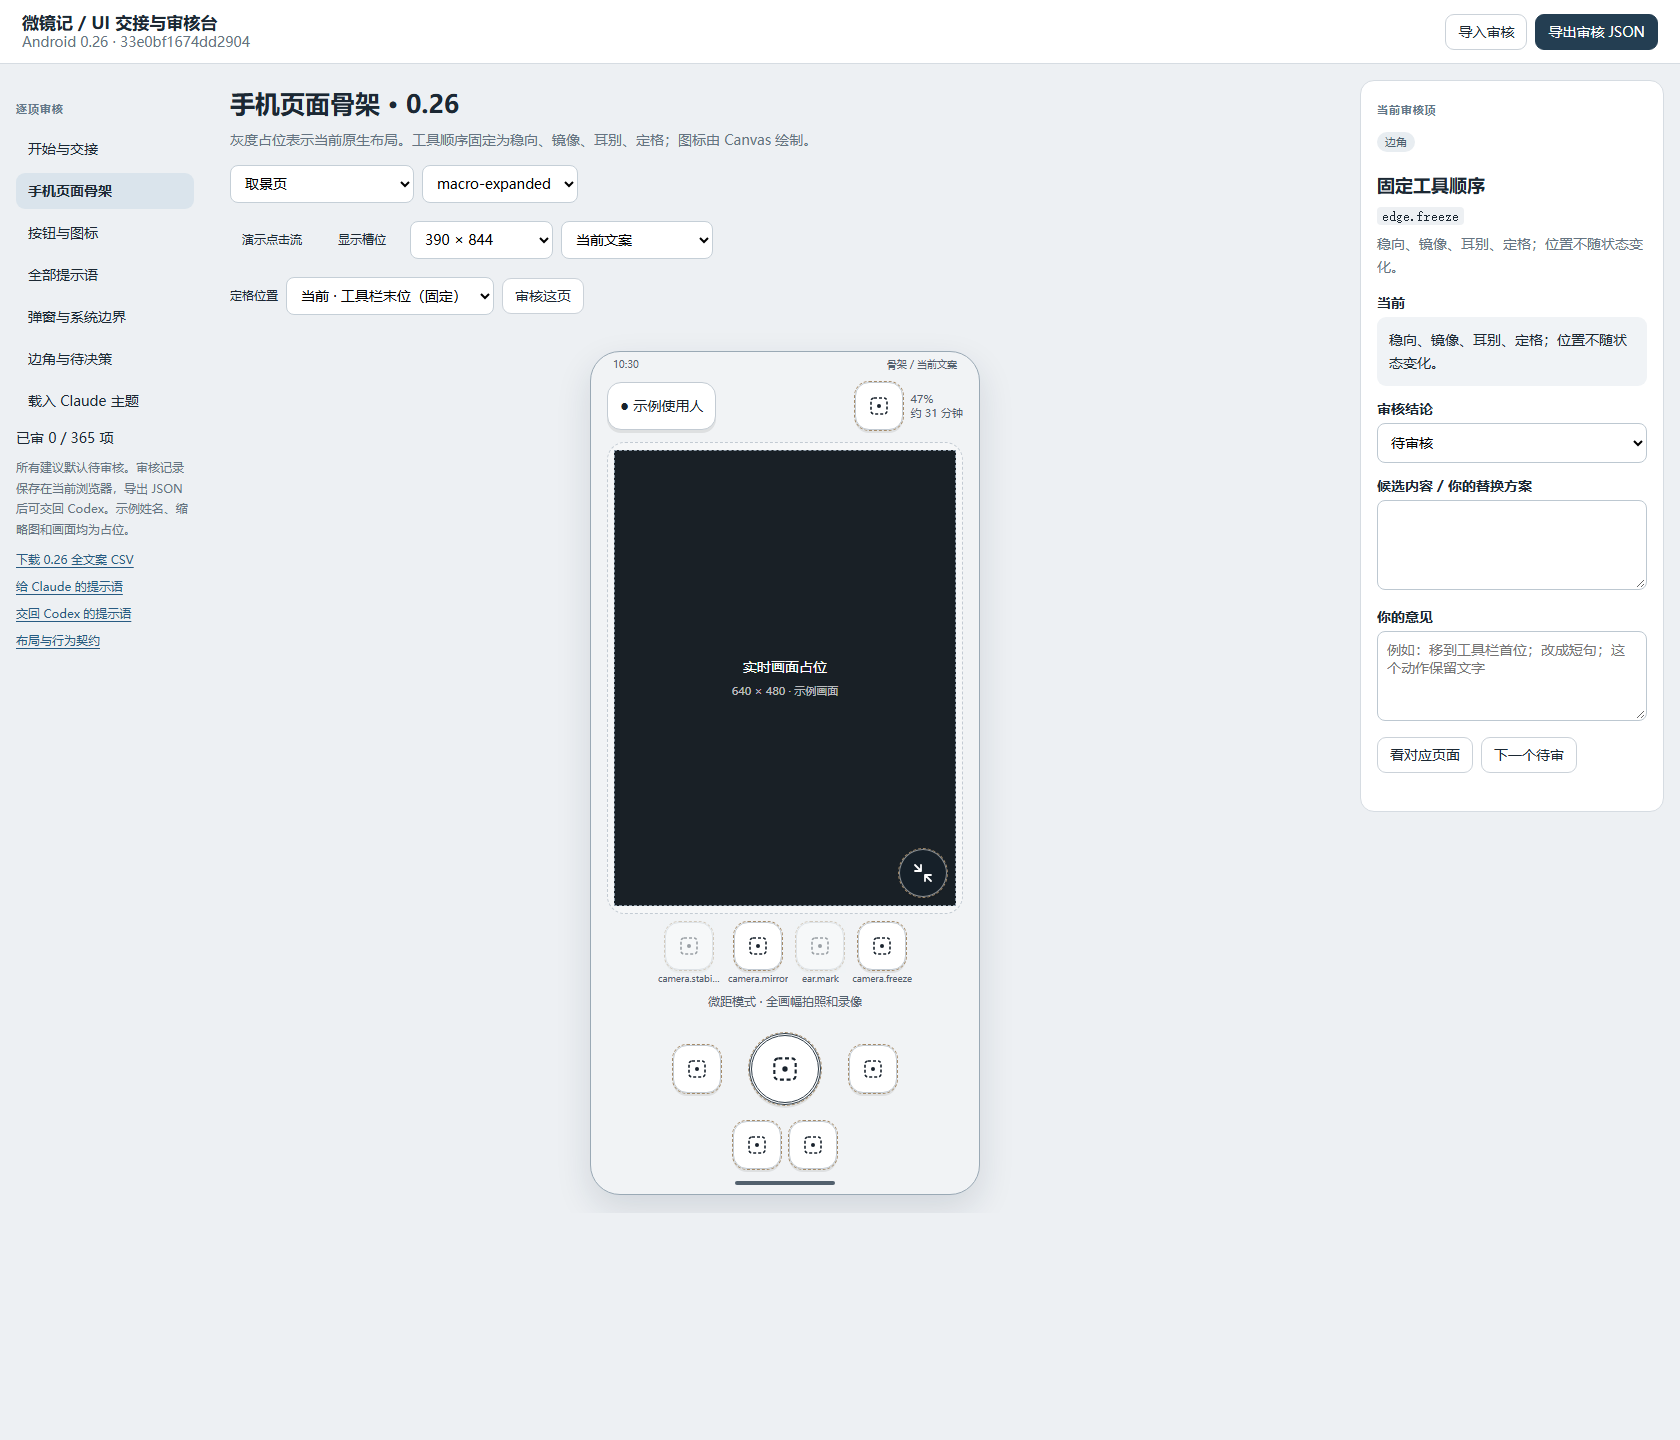 微镜记 / UI 交接与审核台
Android 0.26 · 33e0bf1674dd2904
导入审核
导出审核 JSON
逐项审核
开始与交接
手机页面骨架
按钮与图标
全部提示语
弹窗与系统边界
边角与待决策
载入 Claude 主题
已审 0 / 365 项
所有建议默认待审核。审核记录
保存在当前浏览器，导出 JSON
后可交回 Codex。示例姓名、缩
略图和画面均为占位。
下载 0.26 全文案 CSV
给 Claude 的提示语
交回 Codex 的提示语
布局与行为契约
手机页面骨架 • 0.26
灰度占位表示当前原生布局。工具顺序固定为稳向、镜像、耳别、定格；图标由 Canvas 绘制。
取景页
macro-expanded
演示点击流
显示槽位
390 × 844
当前文案
定格位置
当前 · 工具栏末位（固定）
审核这页
10:30
骨架 / 当前文案
● 示例使用人
47%
约 31 分钟
实时画面占位
640 × 480 · 示例画面
camera.stabi...
camera.mirror
ear.mark
camera.freeze
微距模式 · 全画幅拍照和录像
当前审核项
边角
固定工具顺序
edge.freeze
稳向、镜像、耳别、定格；位置不随状态变
化。
当前
稳向、镜像、耳别、定格；位置不随状
态变化。
审核结论
待审核
候选内容 / 你的替换方案
你的意见
例如：移到工具栏首位；改成短句；这
个动作保留文字
看对应页面
下一个待审